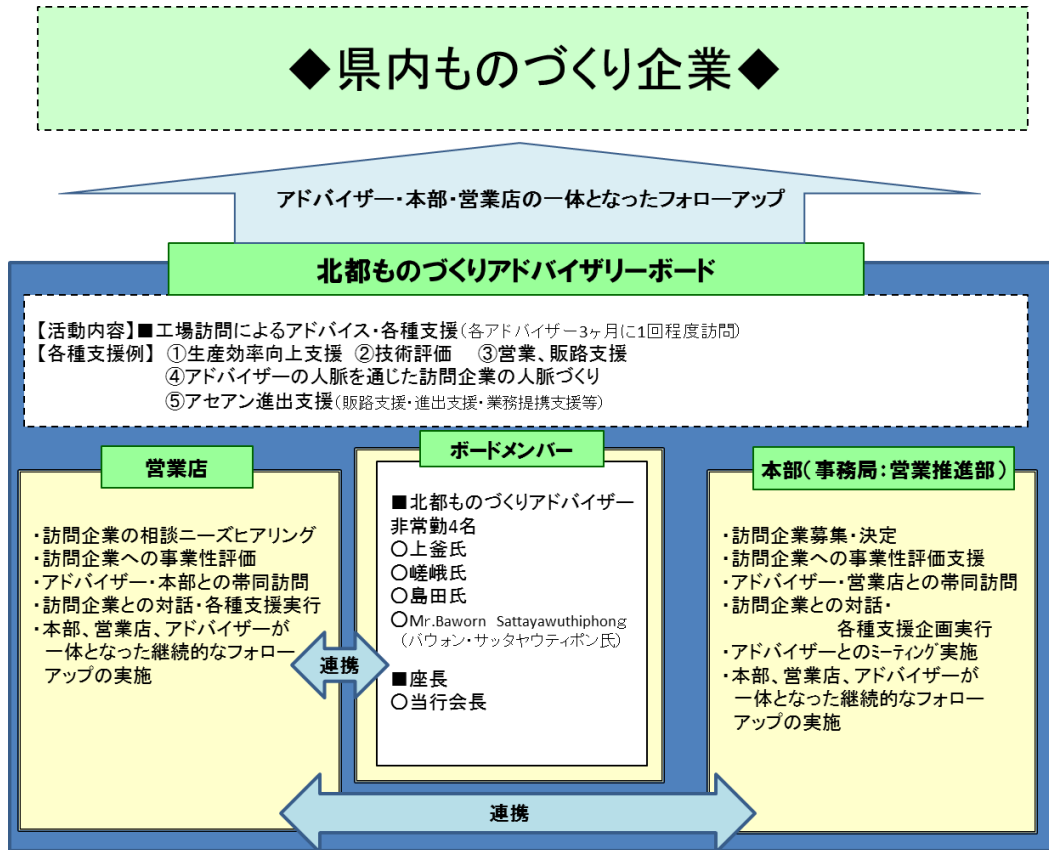 ◆県内ものづくり企業◆
アドバイザー・本部・営業店の一体となったフォローアップ
北都ものづくりアドバイザリーボード
【活動内容】■工場訪問によるアドバイス・各種支援(各アドバイザー3ヶ月に1回程度訪問)
【各種支援例】 ①生産効率向上支援 ②技術評価 ③営業、販路支援
④アドバイザーの人脈を通じた訪問企業の人脈づくり
⑤アセアン進出支援(販路支援・進出支援・業務提携支援等)
営業店
・訪問企業の相談ニーズヒアリング
・訪問企業への事業性評価
・アドバイザー・本部との帯同訪問
・訪問企業との対話・各種支援実行
・本部、営業店、アドバイザーが
一体となった継続的なフォロー
アップの実施
連携
ボードメンバー
■北都ものづくりアドバイザー
非常勤4名
○上釜氏
○嵯峨氏
○島田氏
○Mr.Baworn Sattayawuthiphong
(バウォン・サッタヤウティポン氏)
■座長
○当行会長
本部(事務局:営業推進部)
・訪問企業募集・決定
・訪問企業への事業性評価支援
・アドバイザー・営業店との帯同訪問
・訪問企業との対話・
各種支援企画実行
・アドバイザーとのミーティング実施
・本部、営業店、アドバイザーが
一体となった継続的なフォロー
アップの実施
連携